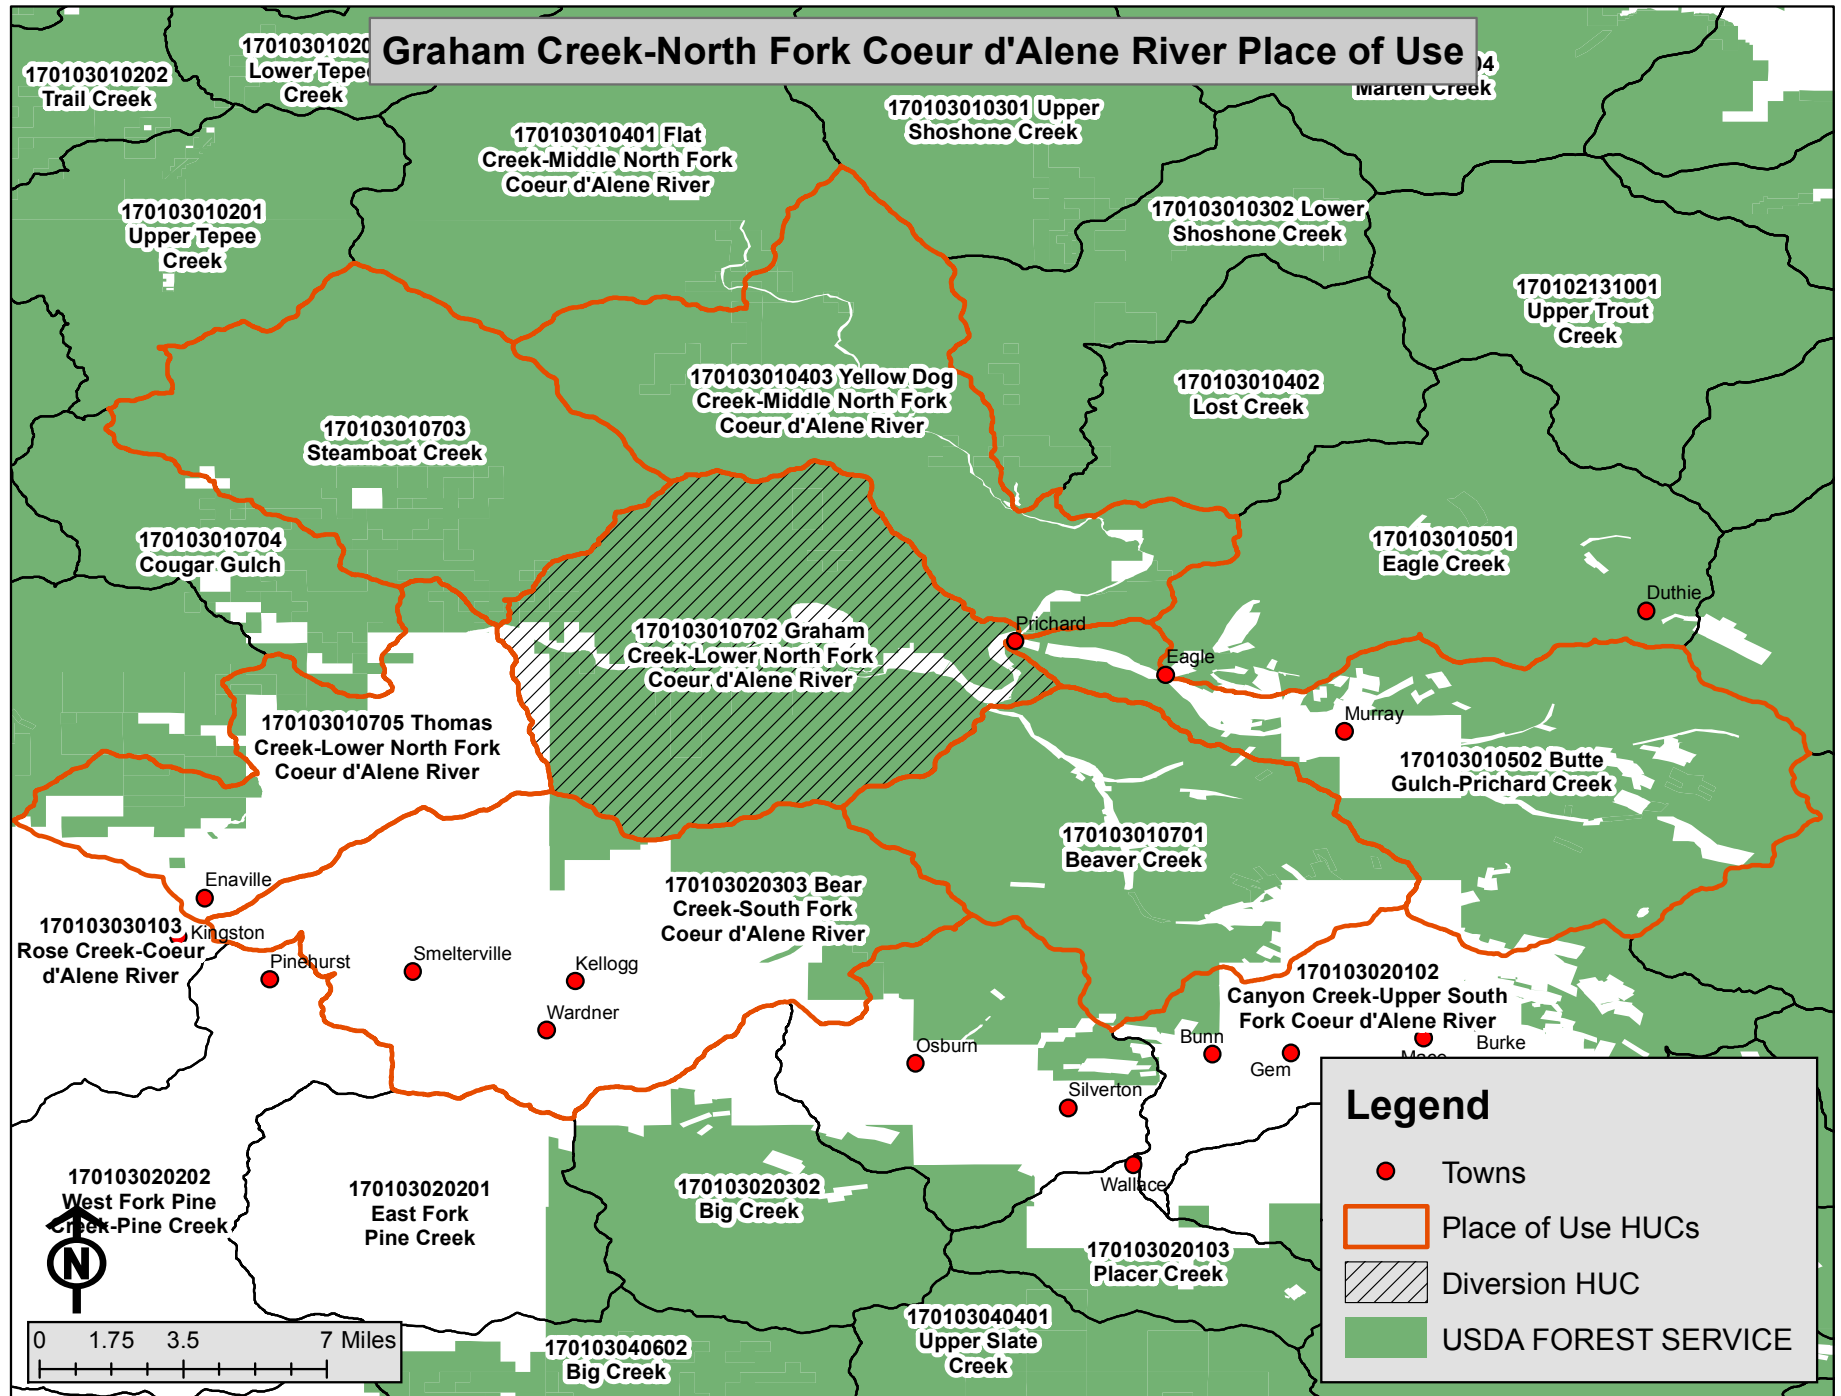 Graham Creek-North Fork Coeur d'Alene River Place of Use
170103010202
Trail Creek
17010301020
Lower Tepee
Creek
04
Marten Creek
170103010301 Upper
Shoshone Creek
170103010401 Flat
Creek-Middle North Fork
Coeur d'Alene River
170103010201
Upper Tepee
Creek
170103010302 Lower
Shoshone Creek
170102131001
Upper Trout
Creek
170103010403 Yellow Dog
Creek-Middle North Fork
Coeur d'Alene River
170103010402
Lost Creek
170103010703
Steamboat Creek
170103010704
Cougar Gulch
170103010501
Eagle Creek
Duthie
Prichard
170103010702 Graham
Creek-Lower North Fork
Coeur d'Alene River
Eagle
Murray
170103010705 Thomas
Creek-Lower North Fork
Coeur d'Alene River
170103010502 Butte
Gulch-Prichard Creek
170103010701
Beaver Creek
Enaville
170103020303 Bear
Creek-South Fork
Coeur d'Alene River
170103030103
Rose Creek-Coeur
d'Alene River
Kingston
Pinehurst
Smelterville
Kellogg
Wardner
170103020102
Canyon Creek-Upper South
Fork Coeur d'Alene River
Osburn
Bunn
Gem
Burke
Silverton
Wallace
170103020202
West Fork Pine
Creek-Pine Creek
170103020201
East Fork
Pine Creek
170103020302
Big Creek
170103020103
Placer Creek
170103040401
Upper Slate
Creek
170103040602
Big Creek
N
0 1.75 3.5 7 Miles
Legend
Towns
Place of Use HUCs
Diversion HUC
USDA FOREST SERVICE